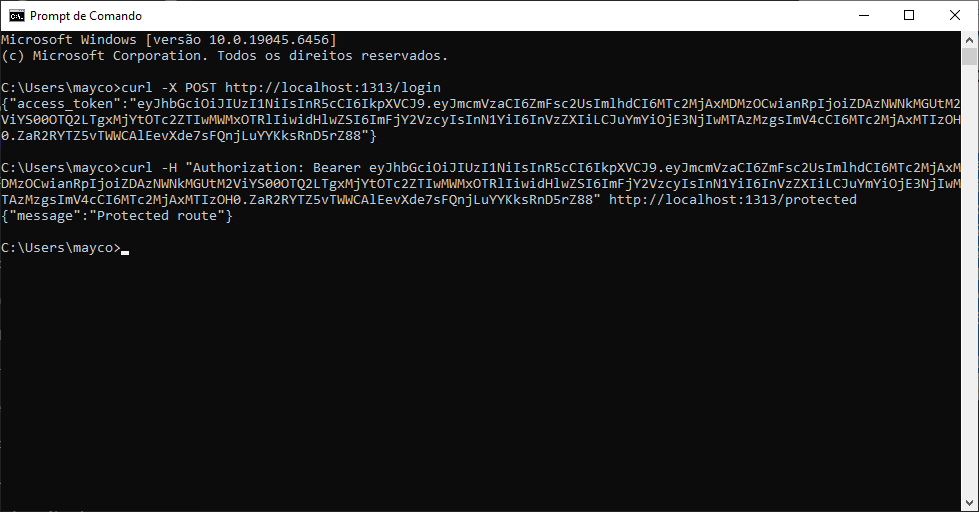 Prompt de Comando
Microsoft Windows [versão 10.0.19045.6456]
(c) Microsoft Corporation. Todos os direitos reservados.
C:\Users\mayco>curl -X POST http://localhost:1313/login
{"access_token":"eyJhbGciOiJIUzI1NiIsInR5cCI6IkpXVCJ9.eyJmcmVzaCI6ZmFsc2UsImlhdCI6MTc2MjAxMDMzOCwianRpIjoiZDAzNWNkMGUtM2
ViYS00OTQ2LTgxMjYtOTc2ZTIwMWMxOTRlIiwidHlwZSI6ImFjY2VzcyIsInN1YiI6InVzZXIiLCJuYmYiOjE3NjIwMTAzMzgsImV4cCI6MTc2MjAxMTIzOH
0.ZaR2RYTZ5vTWWCAlEevXde7sFQnjLuYYKksRnD5rZ88"}
C:\Users\mayco>curl -H "Authorization: Bearer eyJhbGciOiJIUzI1NiIsInR5cCI6IkpXVCJ9.eyJmcmVzaCI6ZmFsc2UsImlhdCI6MTc2MjAxM
DMzOCwianRpIjoiZDAzNWNkMGUtM2ViYS00OTQ2LTgxMjYtOTc2ZTIwMWMxOTRlIiwidHlwZSI6ImFjY2VzcyIsInN1YiI6InVzZXIiLCJuYmYiOjE3NjIwM
TAzMzgsImV4cCI6MTc2MjAxMTIzOH0.ZaR2RYTZ5vTWWCAlEevXde7sFQnjLuYYKksRnD5rZ88" http://localhost:1313/protected
{"message":"Protected route"}
C:\Users\mayco>